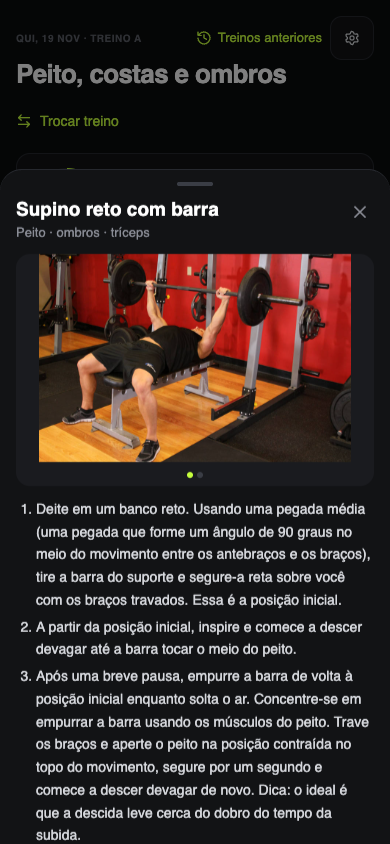 QUI, 19 NOV · TREINO A
Treinos anteriores
Peito, costas e ombros
Trocar treino
Supino reto com barra
Peito · ombros · tríceps
1. Deite em um banco reto. Usando uma pegada média
(uma pegada que forme um ângulo de 90 graus no
meio do movimento entre os antebraços e os braços),
tire a barra do suporte e segure-a reta sobre você
com os braços travados. Essa é a posição inicial.
2. A partir da posição inicial, inspire e comece a descer
devagar até a barra tocar o meio do peito.
3. Após uma breve pausa, empurre a barra de volta à
posição inicial enquanto solta o ar. Concentre-se em
empurrar a barra usando os músculos do peito. Trave
os braços e aperte o peito na posição contraída no
topo do movimento, segure por um segundo e
comece a descer devagar de novo. Dica: o ideal é
que a descida leve cerca do dobro do tempo da
subida.